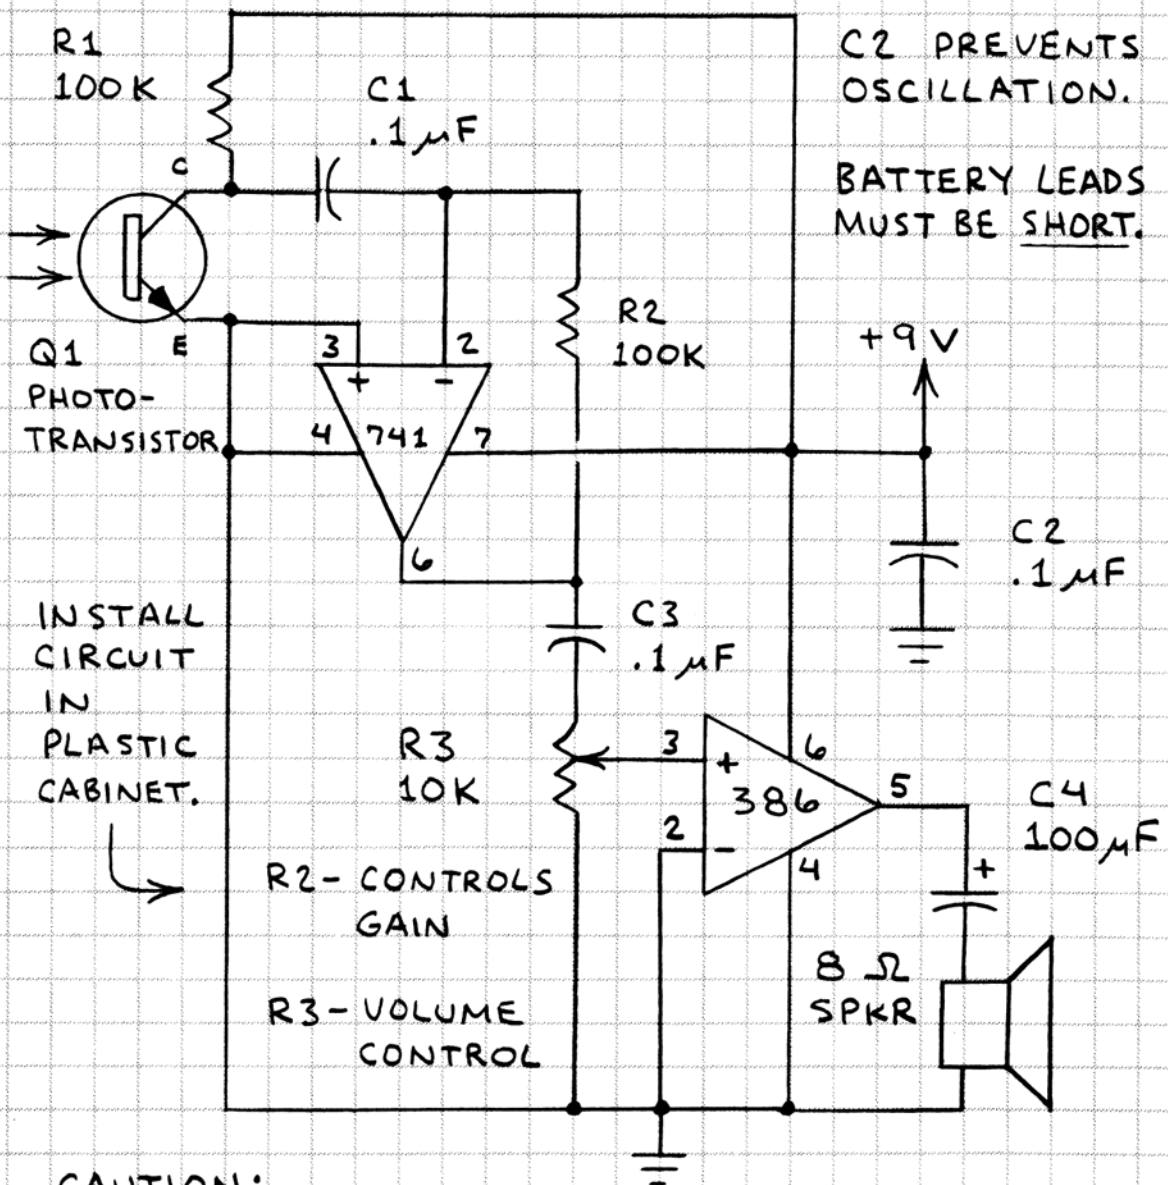 R1
100K
C1
.1µF
C2 PREVENTS
OSCILLATION.
BATTERY LEADS
MUST BE SHORT.
C
E
Q1
PHOTO-
TRANSISTOR
3
2
+
-
4
741
7
6
R2
100K
+9V
C2
.1µF
INSTALL
CIRCUIT
IN
PLASTIC
CABINET.
C3
.1µF
R3
10K
3
+
6
386
5
2
-
4
C4
100µF
+
R2- CONTROLS
GAIN
8 Ω
SPKR
R3- VOLUME
CONTROL
CAUTION: